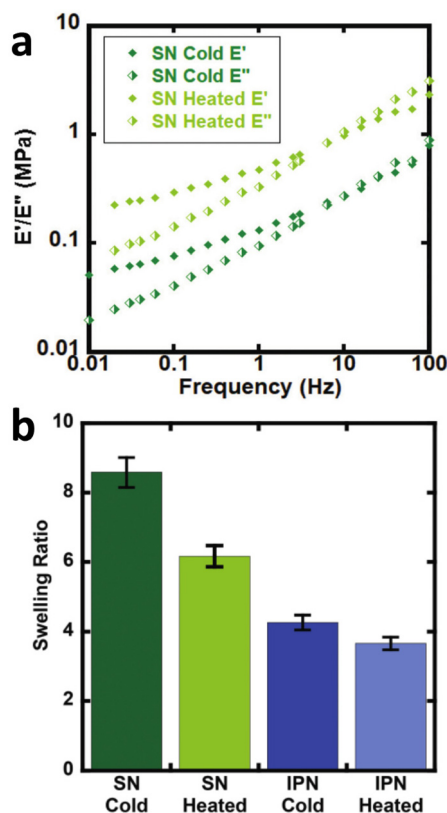 a
10
1
0.1
0.01
E'/E" (MPa)
SN Cold E'
SN Cold E"
SN Heated E'
SN Heated E"
0.01 0.1 1 10 100
Frequency (Hz)
b
10
8
6
4
2
0
Swelling Ratio
SN SN IPN IPN
Cold Heated Cold Heated